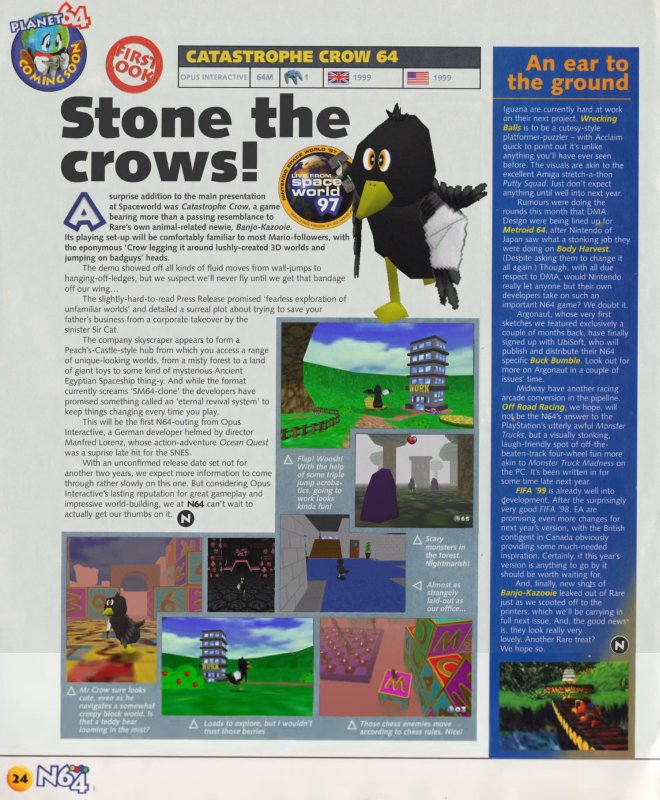 PLANET 64
COMING SOON
FIRST
LOOK
CATASTROPHE CROW 64
OPUS INTERACTIVE 64M 1 1999 1999
Stone the
crows!
NINTENDO SPACE WORLD '97
LIVE FROM
space
world
97
A surprise addition to the main presentation
at Spaceworld was Catastrophe Crow, a game
bearing more than a passing resemblance to
Rare's own animal-related newie, Banjo-Kazooie.
Its playing set-up will be comfortably familiar to most Mario-followers, with
the eponymous 'Crow legging it around lushly-created 3D worlds and
jumping on badguys' heads.
The demo showed off all kinds of fluid moves from wall-jumps to
hanging-off-ledges, but we suspect we'll never fly until we get that bandage
off our wing...
The slightly-hard-to-read Press Release promised 'fearless exploration of
unfamiliar worlds' and detailed a surreal plot about trying to save your
father's business from a corporate takeover by the
sinister Sir Cat.
The company skyscraper appears to form a
Peach's-Castle-style hub from which you access a range
of unique-looking worlds, from a misty forest to a land
of giant toys to some kind of mysterious Ancient
Egyptian Spaceship thing-y. And while the format
currently screams 'SM64-clone' the developers have
promised something called an 'eternal revival system' to
keep things changing every time you play.
This will be the first N64-outing from Opus
Interactive, a German developer helmed by director
Manfred Lorenz, whose action-adventure Ocean Quest
was a suprise late hit for the SNES.
With an unconfirmed release date set not for
another two years, we expect more information to come
through rather slowly on this one. But considering Opus
Interactive's lasting reputation for great gameplay and
impressive world-building, we at N64 can't wait to
actually get our thumbs on it. N
WORK
Flap! Woosh!
With the help
of some triple
jump acroba-
tics, going to
work looks
kinda fun!
65
Scary
monsters in
the forest.
Nightmarish!
Almost as
strangely
laid-out as
our office...
Mr Crow sure looks
cute, even as he
navigates a somewhat
creepy block world. Is
that a teddy bear
looming in the mist?
WORK
Loads to explore, but I wouldn't
trust those berries
M
03
Those chess enemies move
according to chess rules. Nice!
An ear to
the ground
Iguana are currently hard at work
on their next project. Wrecking
Balls is to be a cutesy-style
platformer-puzzler – with Acclaim
quick to point out it's unlike
anything you'll have ever seen
before. The visuals are akin to the
excellent Amiga stretch-a-thon
Putty Squad. Just don't expect
anything until well into next year.
Rumours were doing the
rounds this month that DMA
Design were being lined up for
Metroid 64, after Nintendo of
Japan saw what a stonking job they
were doing on Body Harvest.
(Despite asking them to change it
all again.) Though, with all due
respect to DMA, would Nintendo
really let anyone but their own
developers take on such an
important N64 game? We doubt it.
Argonaut, whose very first
sketches we featured exclusively a
couple of months back, have finally
signed up with UbiSoft, who will
publish and distribute their N64
specific Buck Bumble. Look out for
more on Argonaut in a couple of
issues' time.
Midway have another racing
arcade conversion in the pipeline.
Off Road Racing, we hope, will
not be the N64's answer to the
PlayStation's utterly awful Monster
Trucks, but a visually stonking,
laugh-friendly spot of off-the-
beaten-track four-wheel fun more
akin to Monster Truck Madness on
the PC. It's been written in for
some time late next year.
FIFA '99 is already well into
development. After the surprisingly
very good FIFA '98, EA are
promising even more changes for
next year's version, with the British
contigent in Canada obviously
providing some much-needed
inspiration. Certainly, if this year's
version is anything to go by it
should be worth waiting for.
And, finally, new shots of
Banjo-Kazooie leaked out of Rare
just as we scooted off to the
printers, which we'll be carrying in
full next issue. And, the good news
is, they look really very
lovely. Another Rare treat?
We hope so. N
24 N64